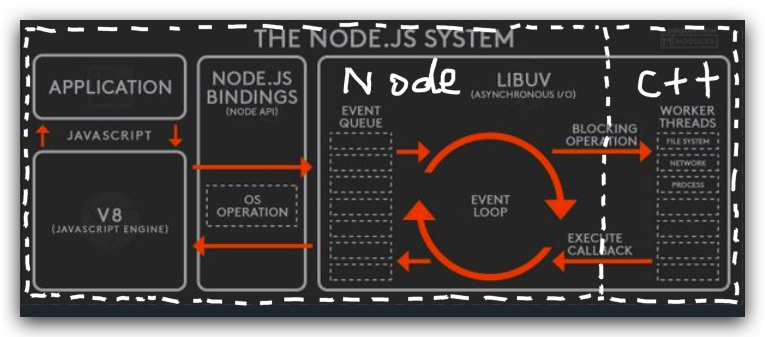 THE NODE.JS SYSTEM
APPLICATION
JAVASCRIPT
V8
(JAVASCRIPT ENGINE)
NODE.JS
BINDINGS
(NODE API)
OS
OPERATION
Node
LIBUV
(ASYNCHRONOUS I/O)
EVENT
QUEUE
EVENT
LOOP
BLOCKING
OPERATION
EXECUTE
CALLBACK
C++
WORKER
THREADS
FILE SYSTEM
NETWORK
PROCESS